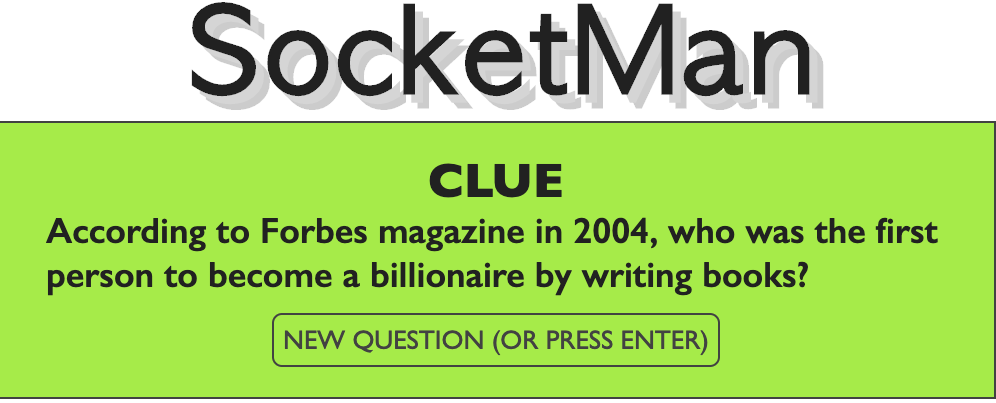 SocketMan
CLUE
According to Forbes magazine in 2004, who was the first
person to become a billionaire by writing books?
NEW QUESTION (OR PRESS ENTER)